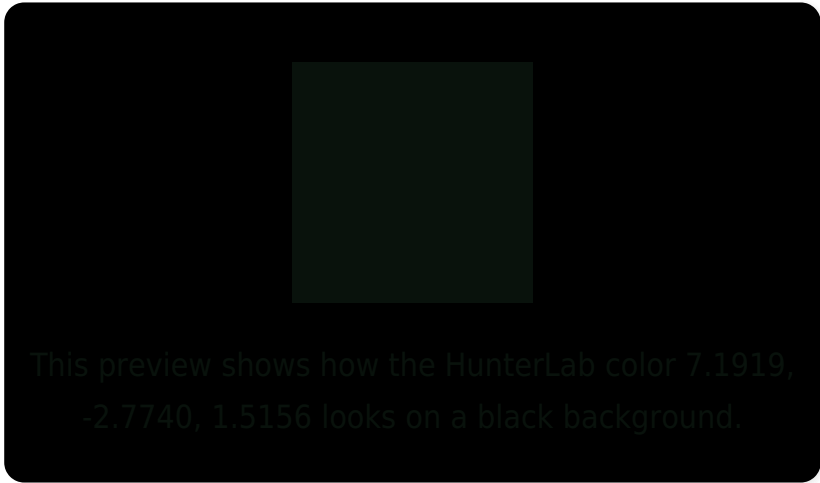 This preview shows how the HunterLab color 7.1919,
-2.7740, 1.5156 looks on a black background.